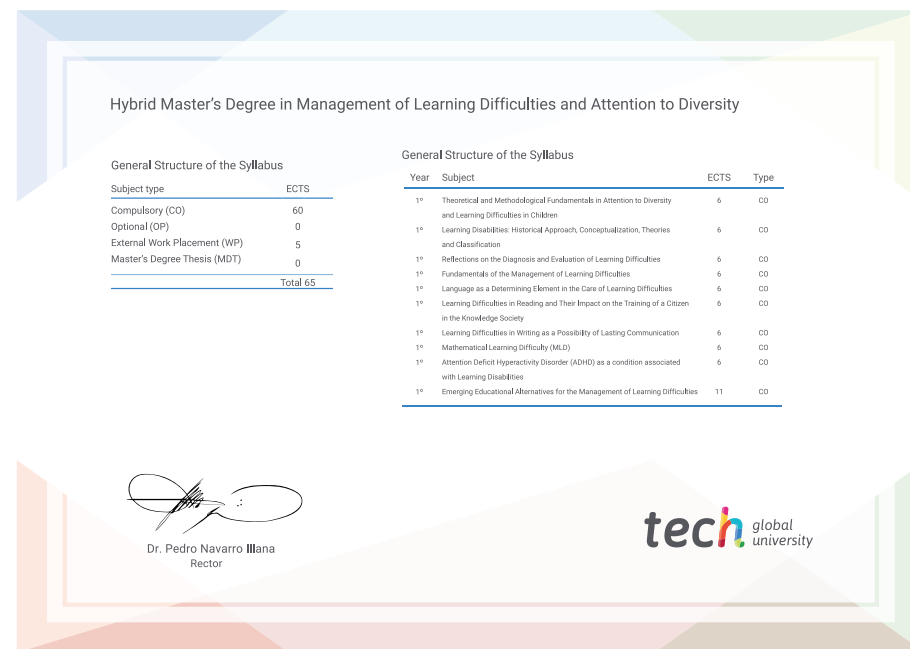 Hybrid Master's Degree in Management of Learning Difficulties and Attention to Diversity
General Structure of the Syllabus
Subject type ECTS
Compulsory (CO) 60
Optional (OP) 0
External Work Placement (WP) 5
Master's Degree Thesis (MDT) 0
Total 65
General Structure of the Syllabus
Year Subject ECTS Type
1º Theoretical and Methodological Fundamentals in Attention to Diversity 6 CO
and Learning Difficulties in Children
1º Learning Disabilities: Historical Approach, Conceptualization, Theories 6 CO
and Classification
1º Reflections on the Diagnosis and Evaluation of Learning Difficulties 6 CO
1º Fundamentals of the Management of Learning Difficulties 6 CO
1º Language as a Determining Element in the Care of Learning Difficulties 6 CO
1º Learning Difficulties in Reading and Their Impact on the Training of a Citizen 6 CO
in the Knowledge Society
1º Learning Difficulties in Writing as a Possibility of Lasting Communication 6 CO
1º Mathematical Learning Difficulty (MLD) 6 CO
1º Attention Deficit Hyperactivity Disorder (ADHD) as a condition associated 6 CO
with Learning Disabilities
1º Emerging Educational Alternatives for the Management of Learning Difficulties 11 CO
Dr. Pedro Navarro Illana
Rector
tech global
university